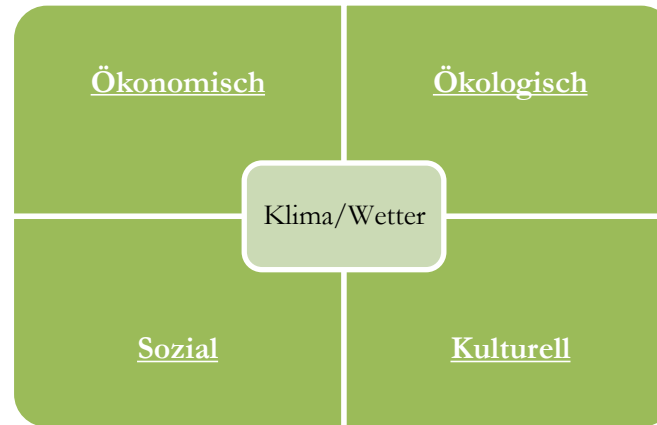 Ökonomisch
Ökologisch
Klima/Wetter
Sozial
Kulturell